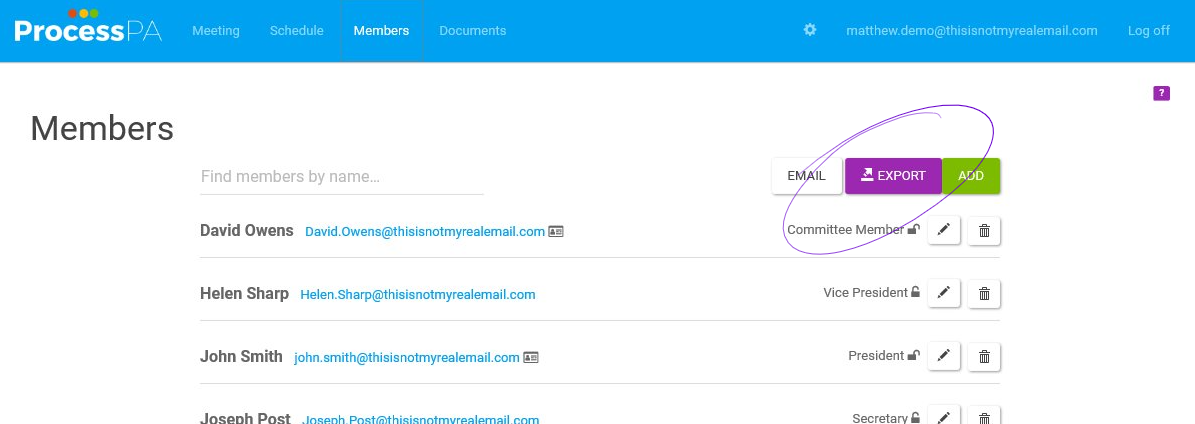 ProcessPA Meeting Schedule Members Documents matthew.demo@thisisnotmyrealemail.com Log off
?
Members
Find members by name... EMAIL EXPORT ADD
David Owens David.Owens@thisisnotmyrealemail.com Committee Member
Helen Sharp Helen.Sharp@thisisnotmyrealemail.com Vice President
John Smith john.smith@thisisnotmyrealemail.com President
Joseph Post Joseph.Post@thisisnotmyrealemail.com Secretary